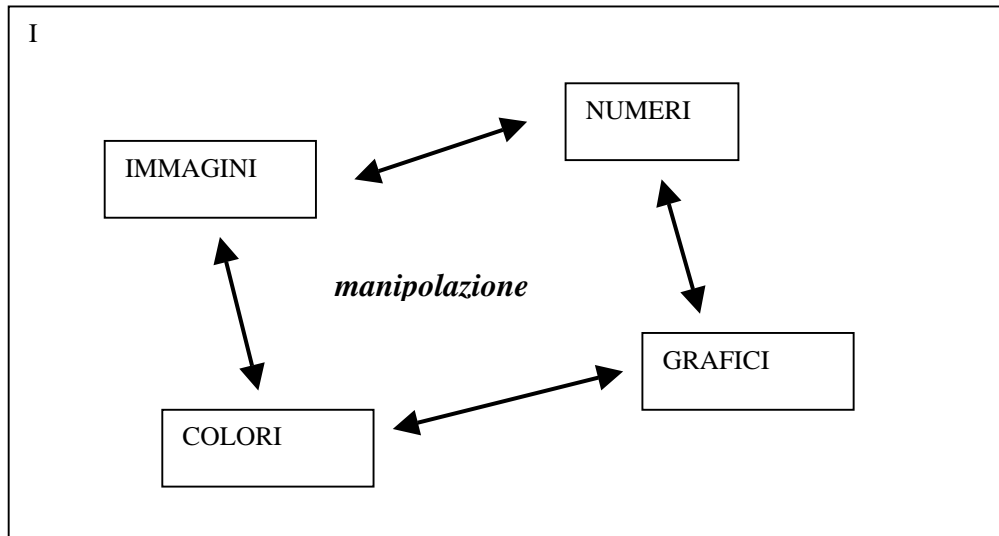 I
NUMERI
IMMAGINI
manipolazione
GRAFICI
COLORI